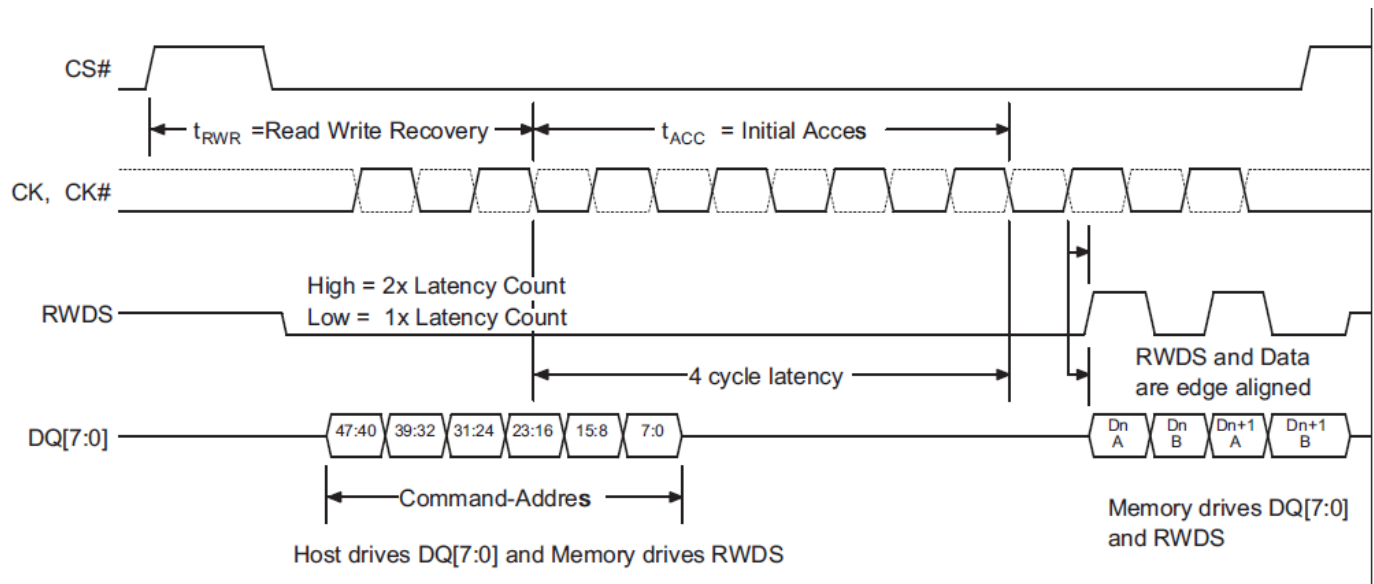 CS#
tRWR =Read Write Recovery
tACC = Initial Acces
CK, CK#
High = 2x Latency Count
RWDS
Low = 1x Latency Count
4 cycle latency
RWDS and Data
are edge aligned
DQ[7:0]
47:40 39:32 31:24 23:16 15:8 7:0
Dn
A
Dn
B
Dn+1
A
Dn+1
B
Command-Addres
Memory drives DQ[7:0]
and RWDS
Host drives DQ[7:0] and Memory drives RWDS